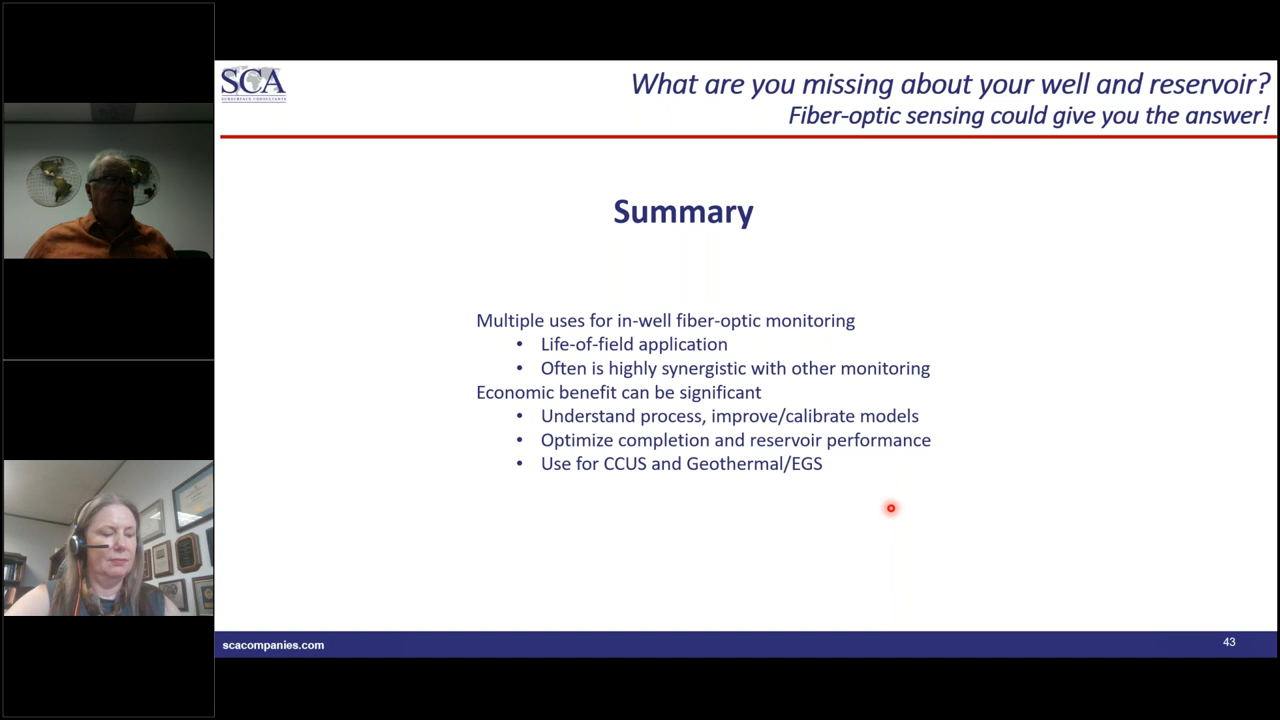 SCA
SUBSURFACE CONSULTANTS
What are you missing about your well and reservoir?
Fiber-optic sensing could give you the answer!
Summary
Multiple uses for in-well fiber-optic monitoring
• Life-of-field application
• Often is highly synergistic with other monitoring
Economic benefit can be significant
• Understand process, improve/calibrate models
• Optimize completion and reservoir performance
• Use for CCUS and Geothermal/EGS
scacompanies.com
43